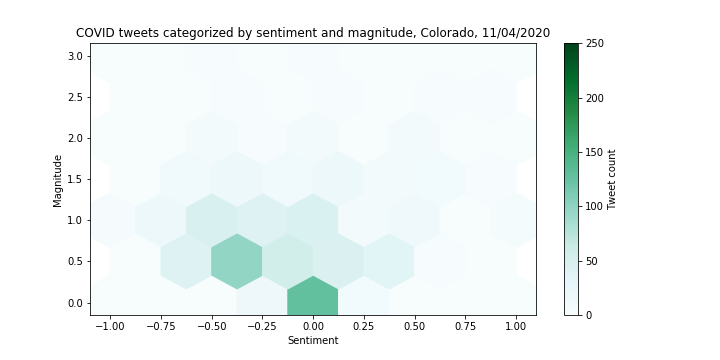 COVID tweets categorized by sentiment and magnitude, Colorado, 11/04/2020
3.0
2.5
2.0
1.5
1.0
0.5
0.0
Magnitude
−1.00 −0.75 −0.50 −0.25 0.00 0.25 0.50 0.75 1.00
Sentiment
250
200
150
100
50
0
Tweet count